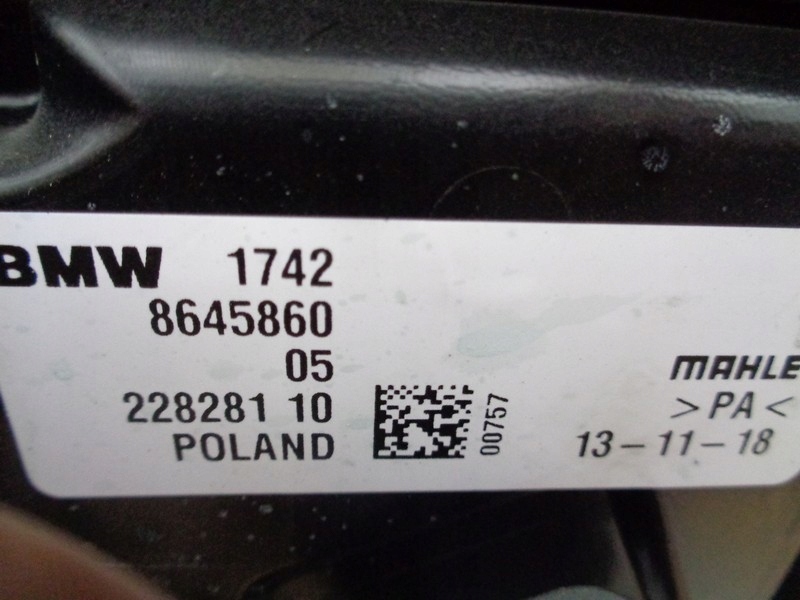 BMW 1742
8645860
05
228281 10
POLAND
00757
MAHLE
>PA<
13-11-18